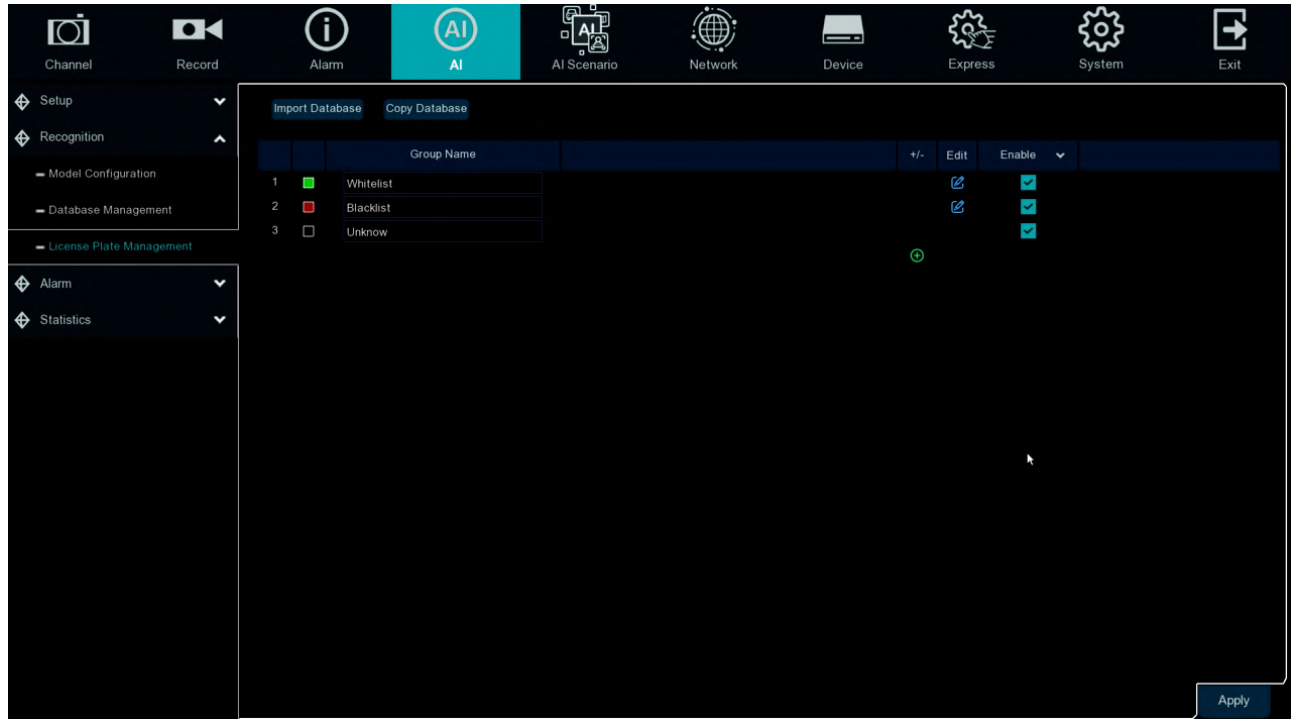 Channel Record Alarm AI AI Scenario Network Device Express System Exit
Setup
Recognition
Model Configuration
Database Management
License Plate Management
Alarm
Statistics
Import Database Copy Database
Group Name +/- Edit Enable
1 Whitelist
2 Blacklist
3 Unknow
Apply